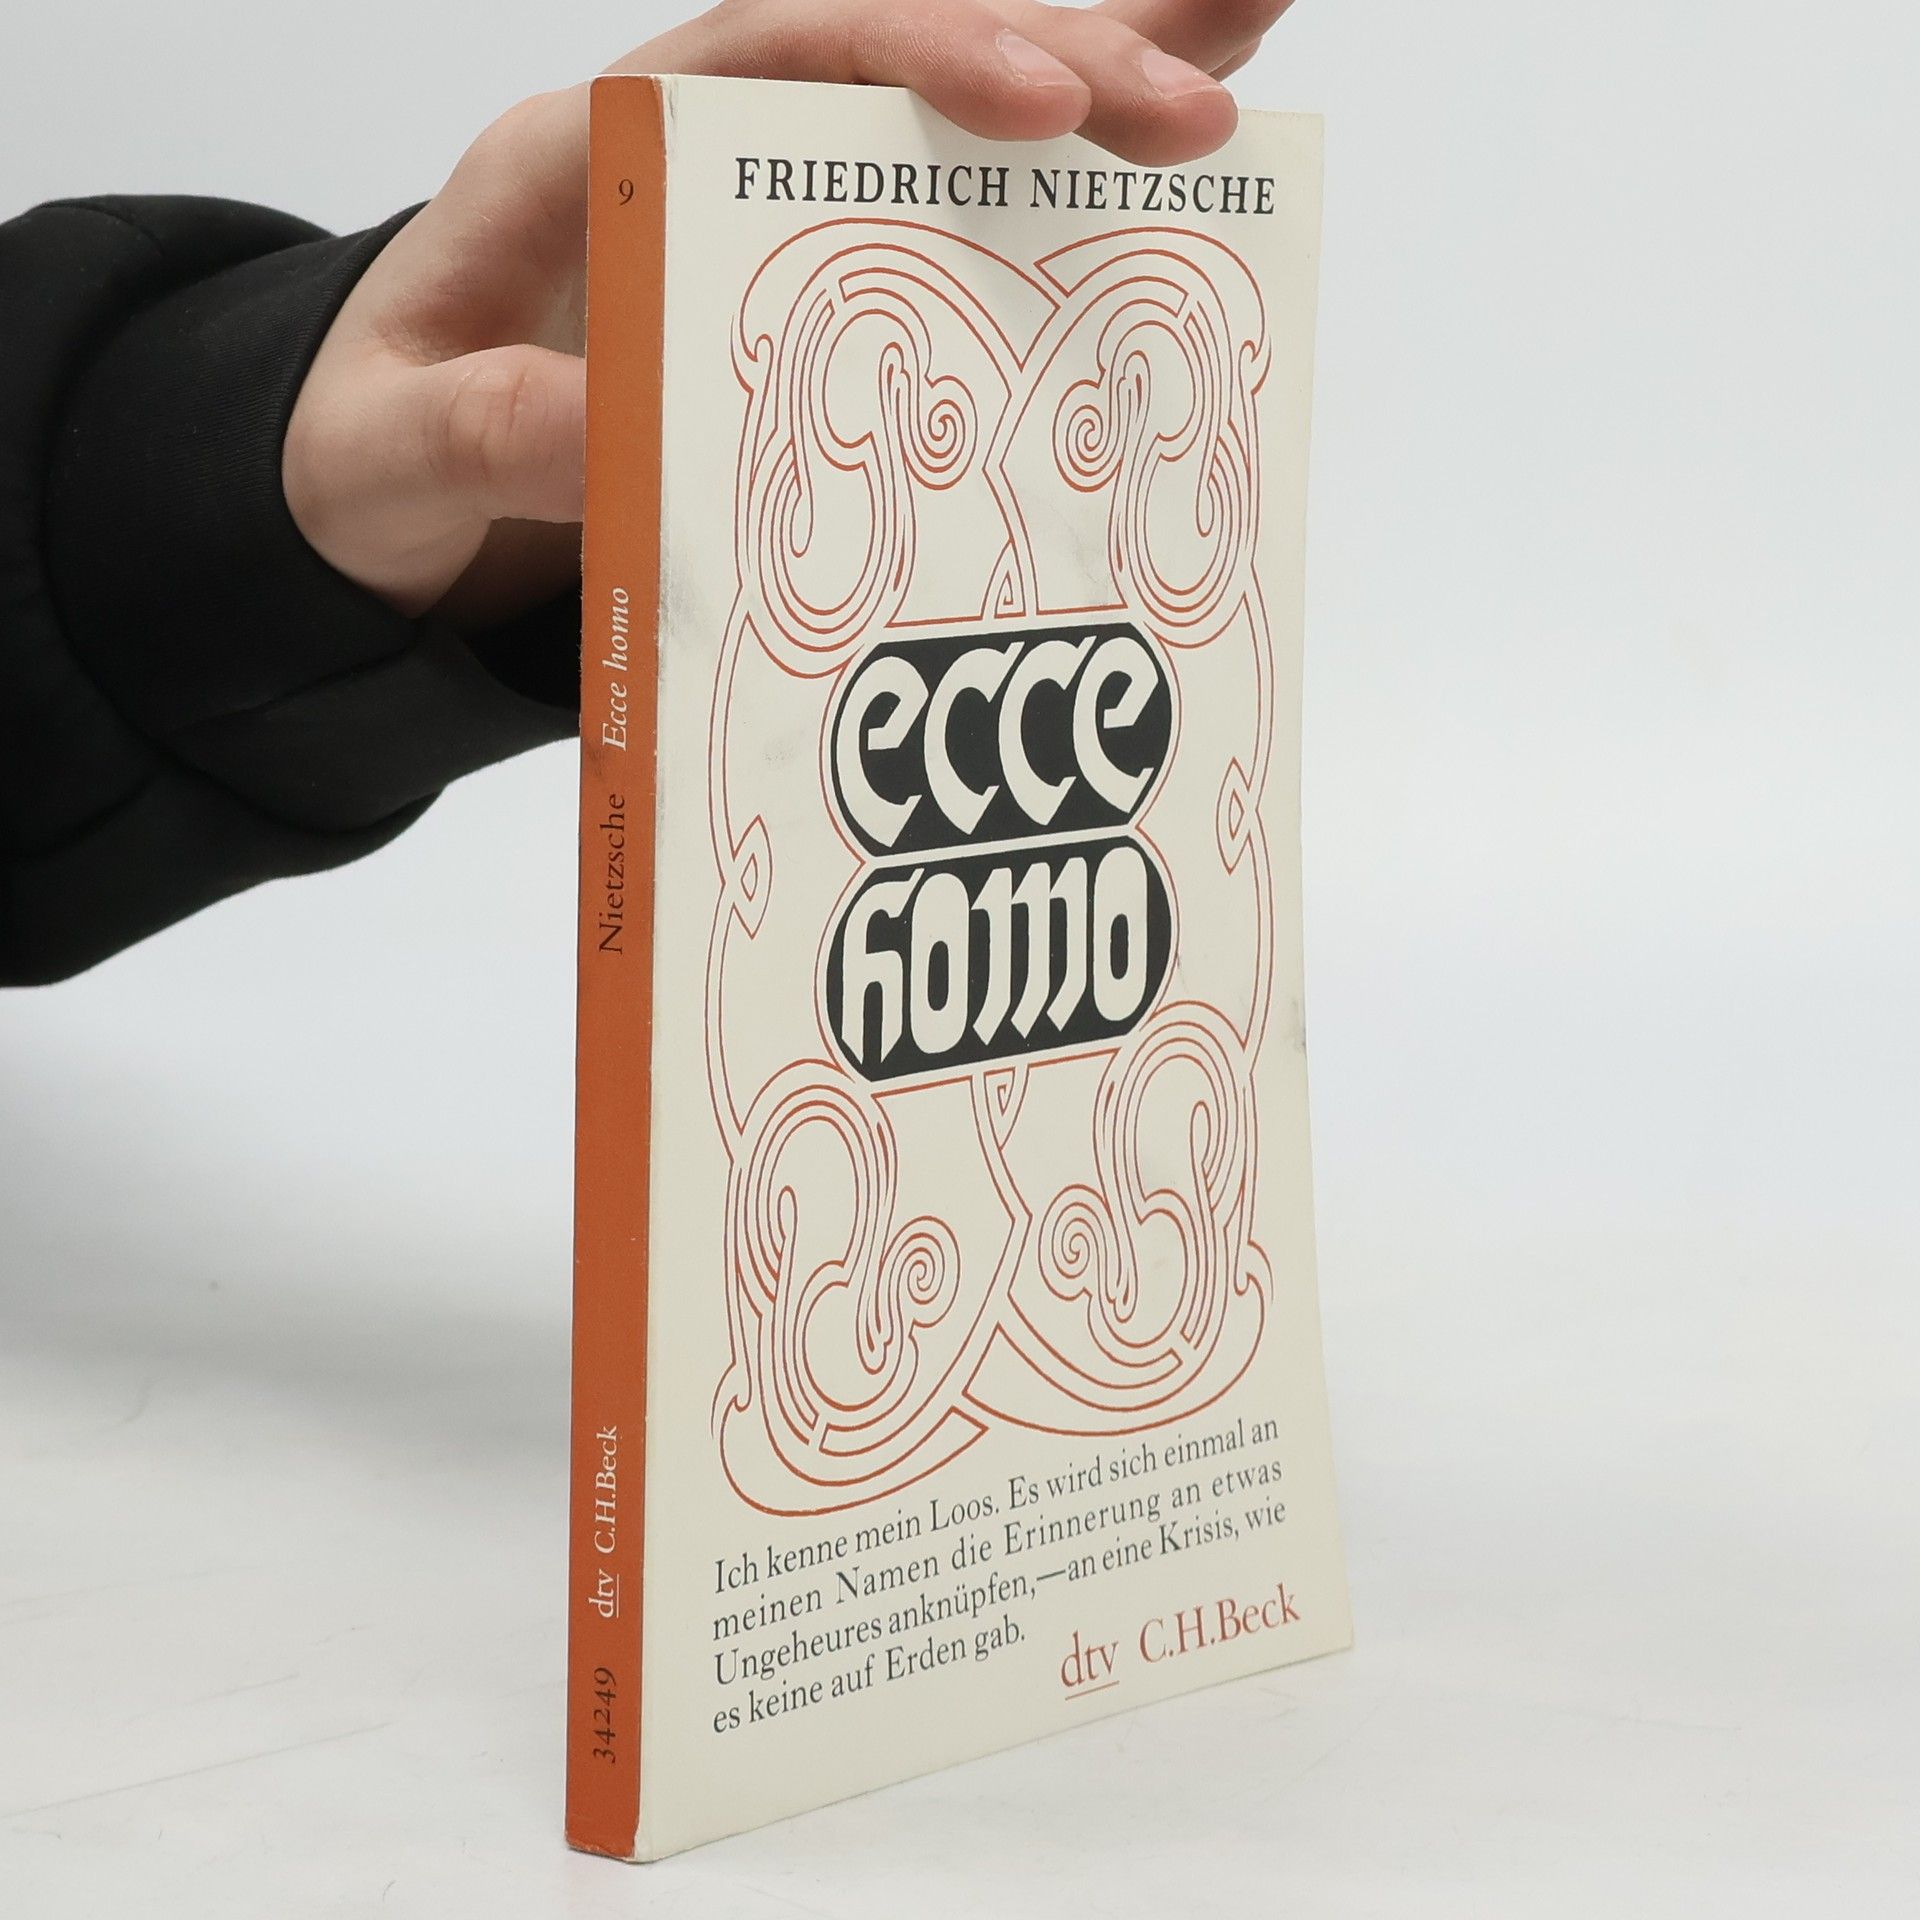 9
Nietzsche Ecce homo
dtv C.H.Beck
34249
FRIEDRICH NIETZSCHE
ecce
homo
Ich kenne mein Loos. Es wird sich einmal an
meinen Namen die Erinnerung an etwas
Ungeheures anknüpfen,—an eine Krisis, wie
es keine auf Erden gab.
dtv C.H.Beck